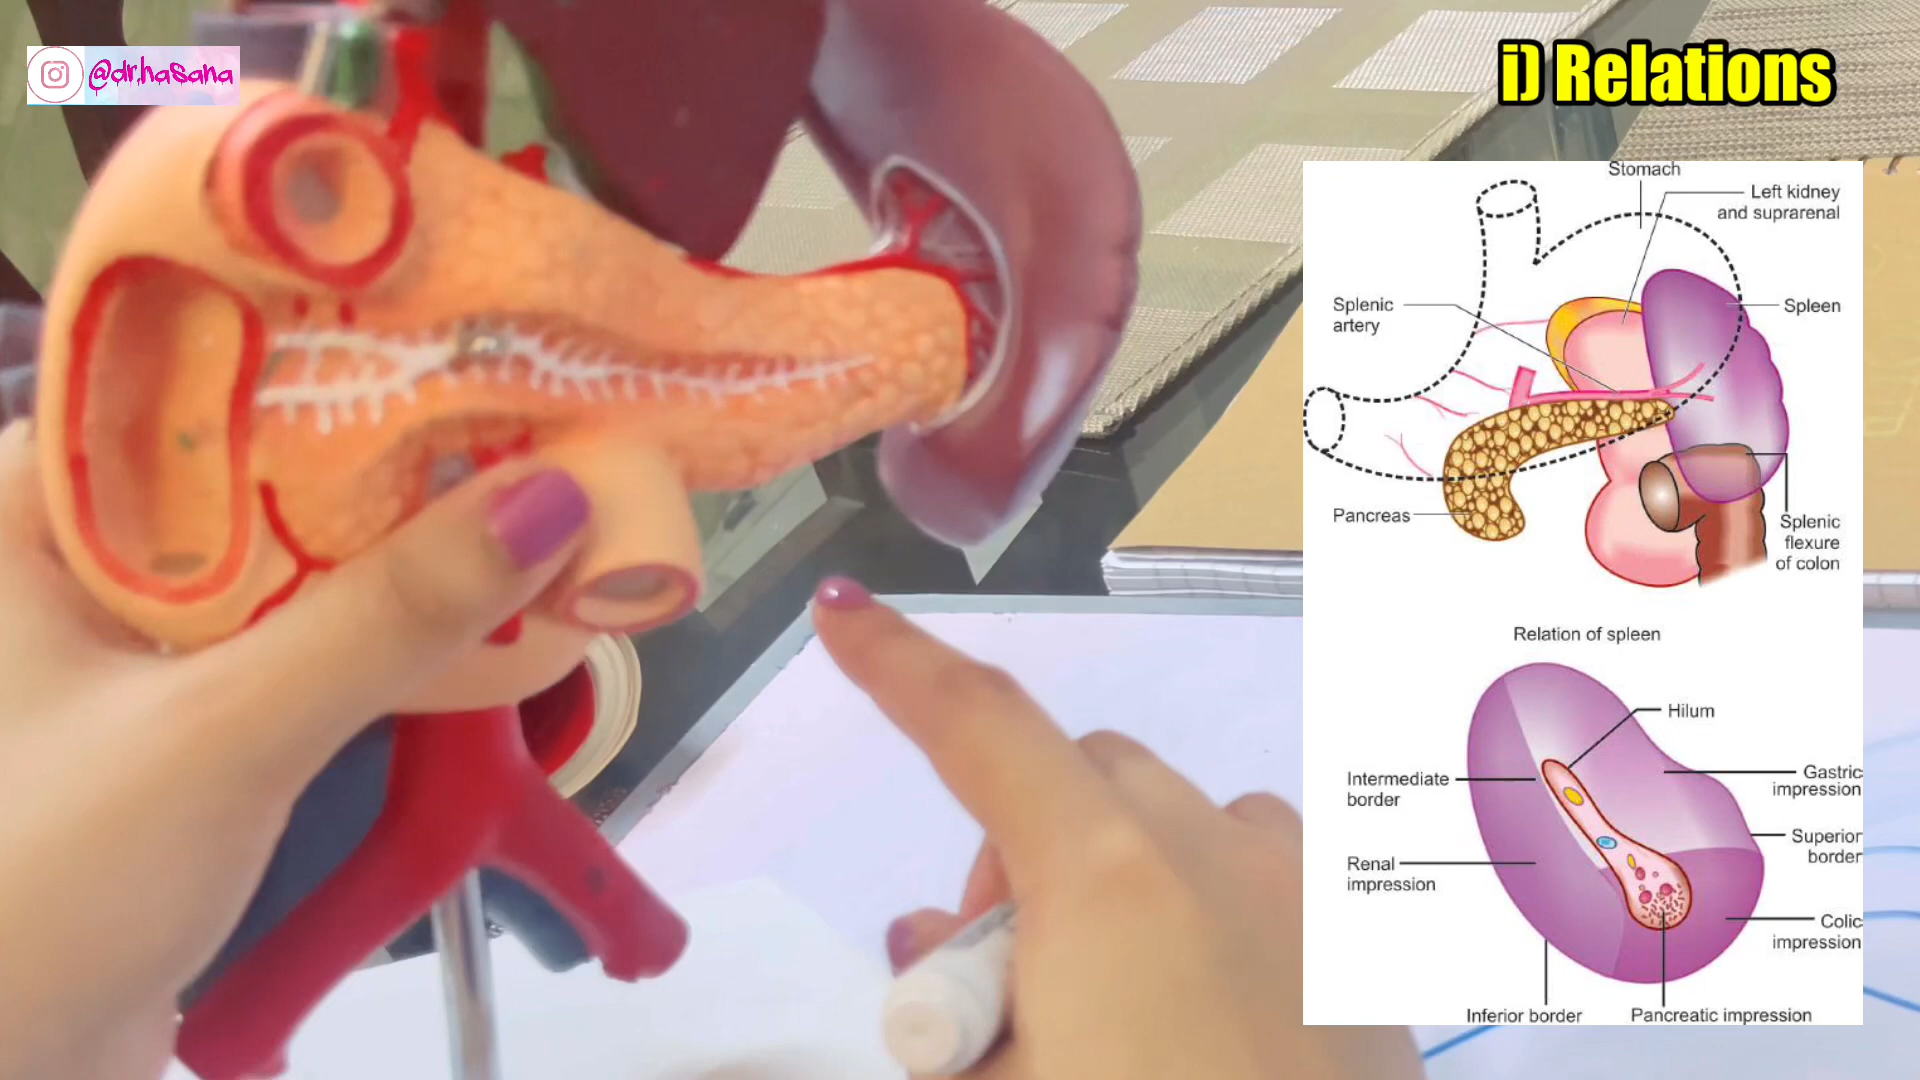 @dr.hasana
i) Relations
Stomach
Left kidney
and suprarenal
Splenic
artery
Spleen
Pancreas
Splenic
flexure
of colon
Relation of spleen
Hilum
Intermediate
border
Gastric
impression
Superior
border
Renal
impression
Colic
impression
Inferior border
Pancreatic impression